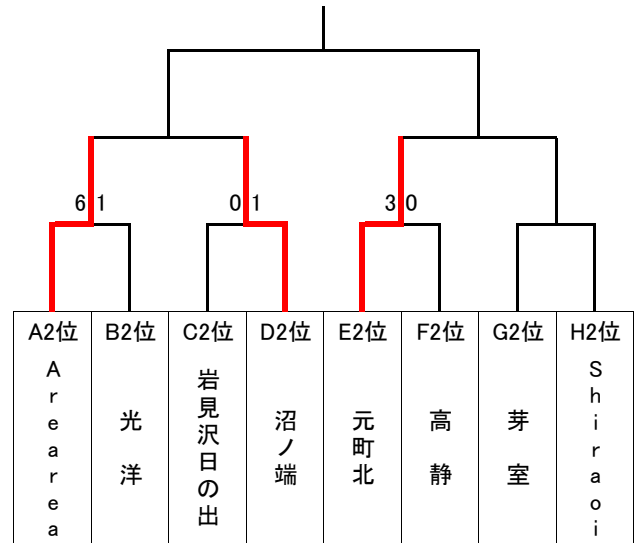 6 1 0 1 3 0
A2位 B2位 C2位 D2位 E2位 F2位 G2位 H2位
Arearea
光洋
岩見沢日の出
沼ノ端
元町北
高静
芽室
Shiraoi